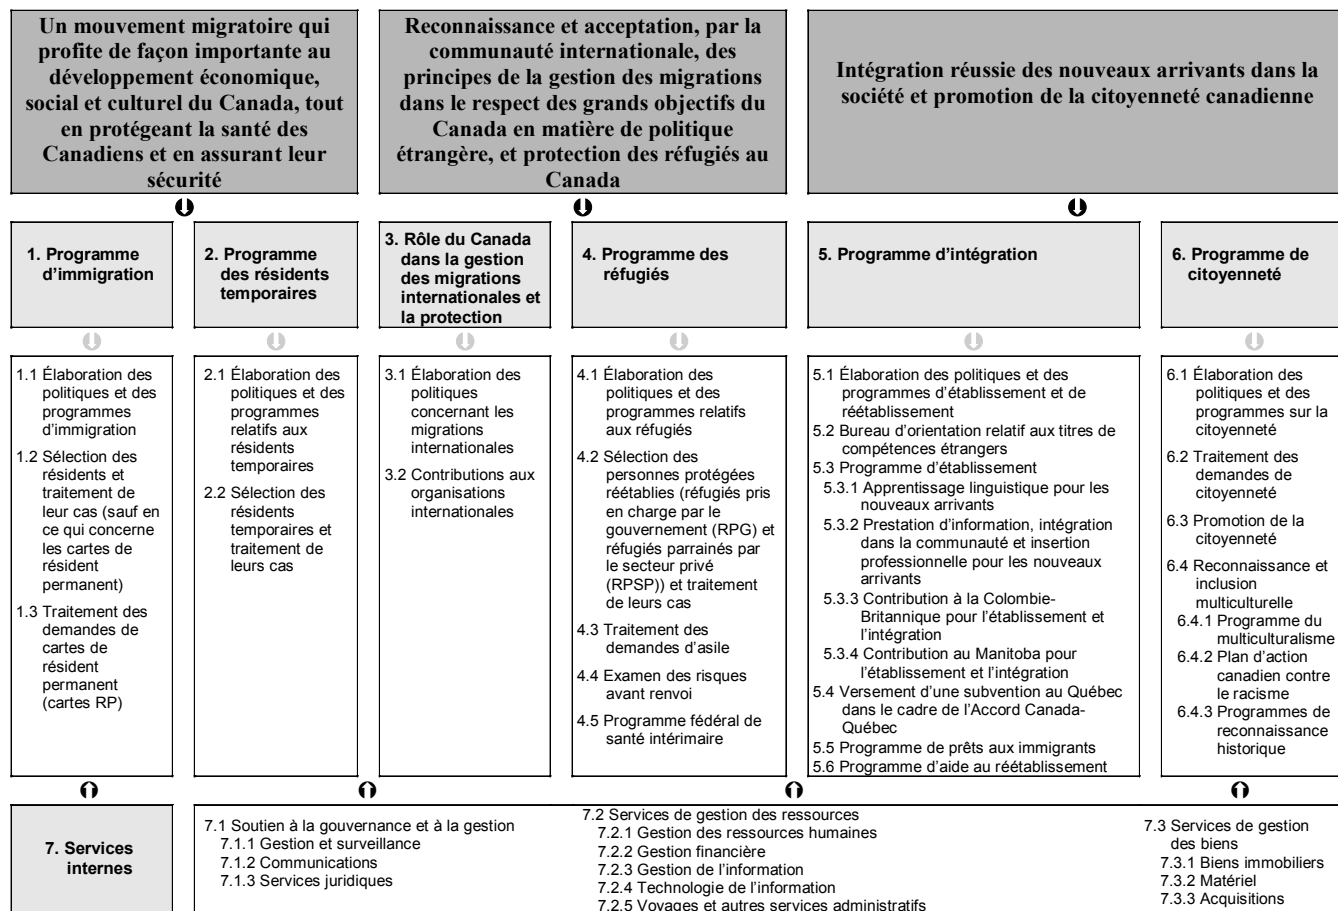 Un mouvement migratoire qui
profite de façon importante au
développement économique,
social et culturel du Canada, tout
en protégeant la santé des
Canadiens et en assurant leur
sécurité
Reconnaissance et acceptation, par la
communauté internationale, des
principes de la gestion des migrations
dans le respect des grands objectifs du
Canada en matière de politique
étrangère, et protection des réfugiés au
Canada
Intégration réussie des nouveaux arrivants dans la
société et promotion de la citoyenneté canadienne
1. Programme
d’immigration
2. Programme
des résidents
temporaires
3. Rôle du Canada
dans la gestion
des migrations
internationales et
la protection
4. Programme des
réfugiés
5. Programme d’intégration
6. Programme de
citoyenneté
1.1 Élaboration des
politiques et des
programmes
d’immigration
1.2 Sélection des
résidents et
traitement de
leur cas (sauf en
ce qui concerne
les cartes de
résident
permanent)
1.3 Traitement des
demandes de
cartes de
résident
permanent
(cartes RP)
2.1 Élaboration des
politiques et des
programmes
relatifs aux
résidents
temporaires
2.2 Sélection des
résidents
temporaires et
traitement de
leurs cas
3.1 Élaboration des
politiques
concernant les
migrations
internationales
3.2 Contributions aux
organisations
internationales
4.1 Élaboration des
politiques et des
programmes relatifs
aux réfugiés
4.2 Sélection des
personnes protégées
réétablies (réfugiés pris
en charge par le
gouvernement (RPG) et
réfugiés parrainés par
le secteur privé
(RPSP)) et traitement
de leurs cas
4.3 Traitement des
demandes d’asile
4.4 Examen des risques
avant renvoi
4.5 Programme fédéral de
santé intérimaire
5.1 Élaboration des politiques et des
programmes d’établissement et de
réétablissement
5.2 Bureau d’orientation relatif aux titres de
compétences étrangers
5.3 Programme d’établissement
5.3.1 Apprentissage linguistique pour les
nouveaux arrivants
5.3.2 Prestation d’information, intégration
dans la communauté et insertion
professionnelle pour les nouveaux
arrivants
5.3.3 Contribution à la Colombie-
Britannique pour l’établissement et
l’intégration
5.3.4 Contribution au Manitoba pour
l’établissement et l’intégration
5.4 Versement d’une subvention au Québec
dans le cadre de l’Accord Canada-
Québec
5.5 Programme de prêts aux immigrants
5.6 Programme d’aide au réétablissement
6.1 Élaboration des
politiques et des
programmes sur la
citoyenneté
6.2 Traitement des
demandes de
citoyenneté
6.3 Promotion de la
citoyenneté
6.4 Reconnaissance et
inclusion
multiculturelle
6.4.1 Programme du
multiculturalisme
6.4.2 Plan d’action
canadien contre
le racisme
6.4.3 Programmes de
reconnaissance
historique
7. Services
internes
7.1 Soutien à la gouvernance et à la gestion
7.1.1 Gestion et surveillance
7.1.2 Communications
7.1.3 Services juridiques
7.2 Services de gestion des ressources
7.2.1 Gestion des ressources humaines
7.2.2 Gestion financière
7.2.3 Gestion de l’information
7.2.4 Technologie de l’information
7.2.5 Voyages et autres services administratifs
7.3 Services de gestion
des biens
7.3.1 Biens immobiliers
7.3.2 Matériel
7.3.3 Acquisitions